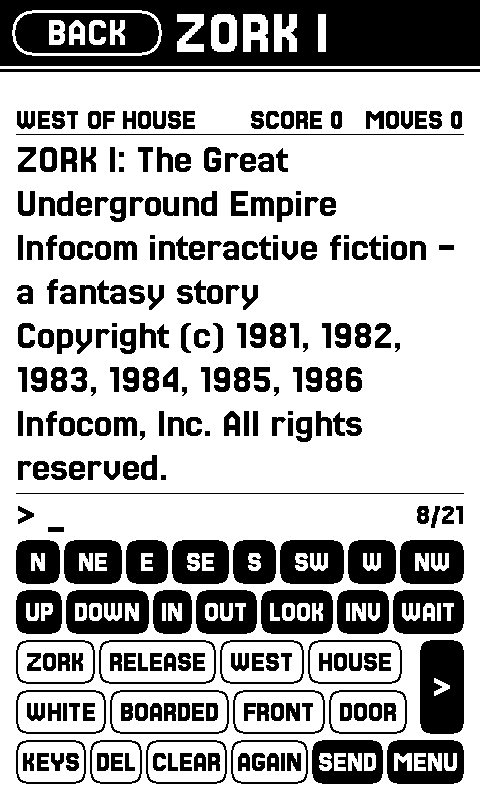 BACK ZORK I
WEST OF HOUSE SCORE 0 MOVES 0
ZORK I: The Great
Underground Empire
Infocom interactive fiction -
a fantasy story
Copyright (c) 1981, 1982,
1983, 1984, 1985, 1986
Infocom, Inc. All rights
reserved.
> _ 8/21
N NE E SE S SW W NW
UP DOWN IN OUT LOOK INV WAIT
ZORK RELEASE WEST HOUSE
>
WHITE BOARDED FRONT DOOR
KEYS DEL CLEAR AGAIN SEND MENU